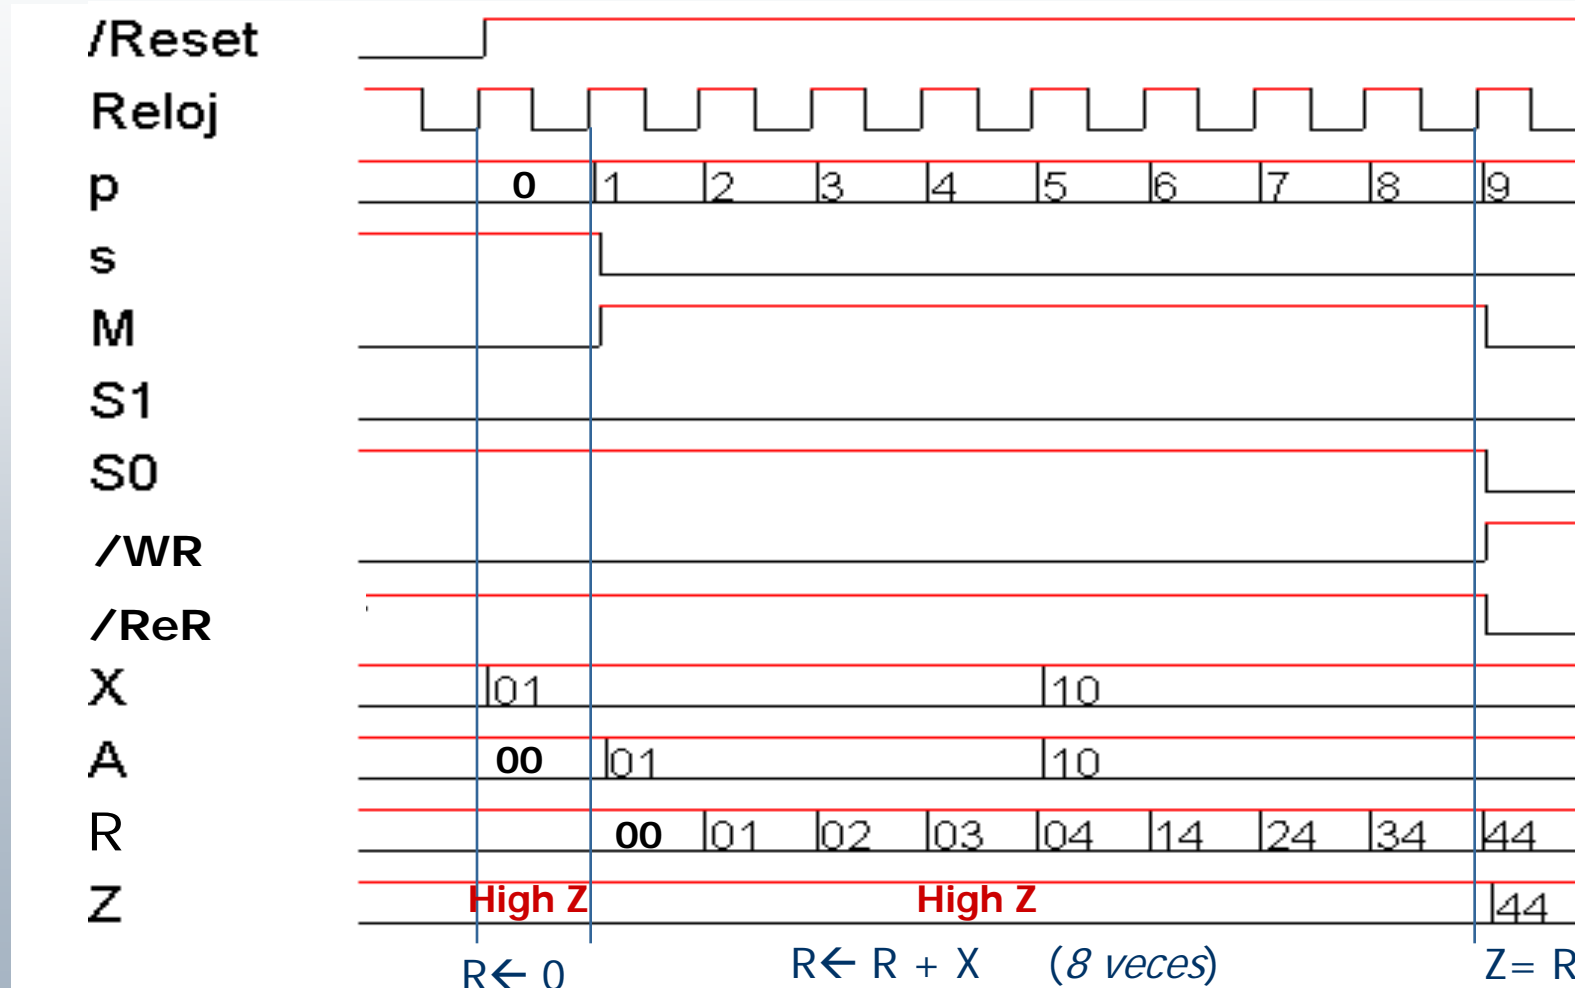 /Reset
Reloj
p 0 1 2 3 4 5 6 7 8 9
s
M
S1
S0
/WR
/ReR
X 01 10
A 00 01 10
R 00 01 02 03 04 14 24 34 44
Z High Z High Z 44
R← 0 R← R + X (8 veces) Z= R